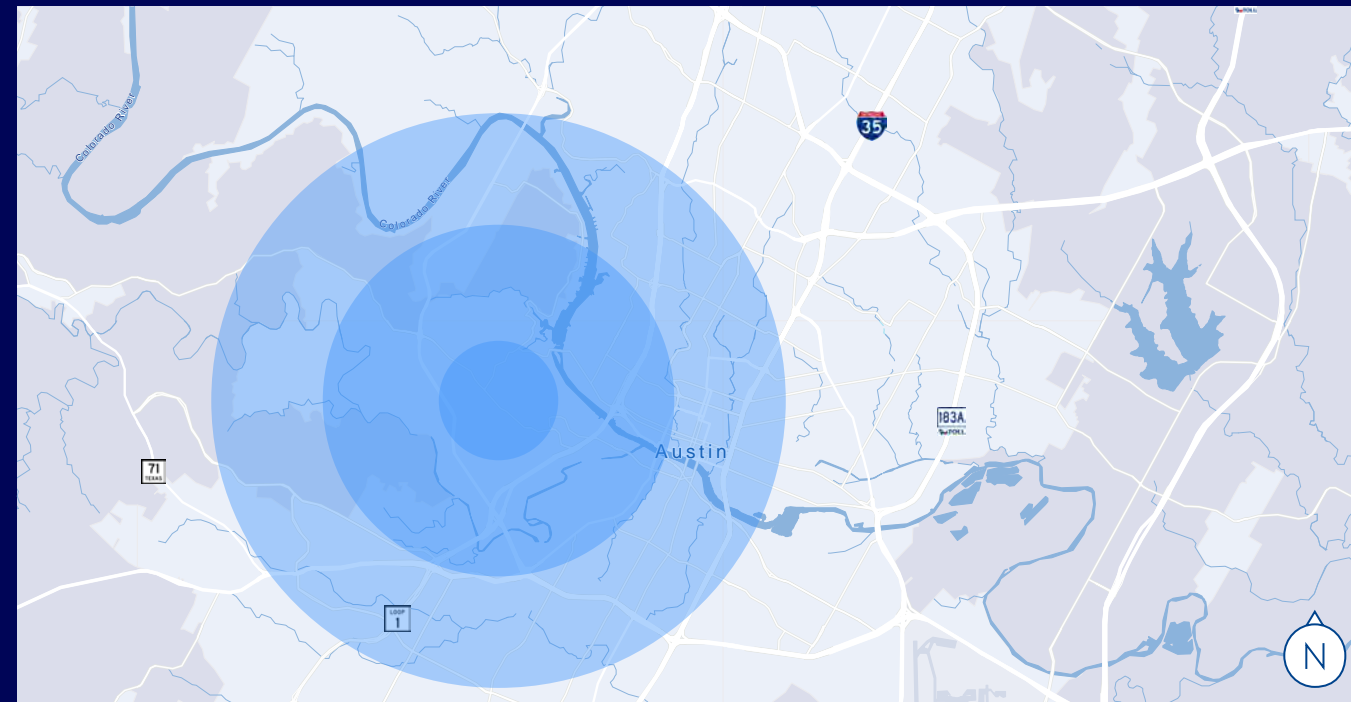 Colorado River
Colorado River
35
183A
TOLL
Austin
71
TEXAS
LOOP
1
N